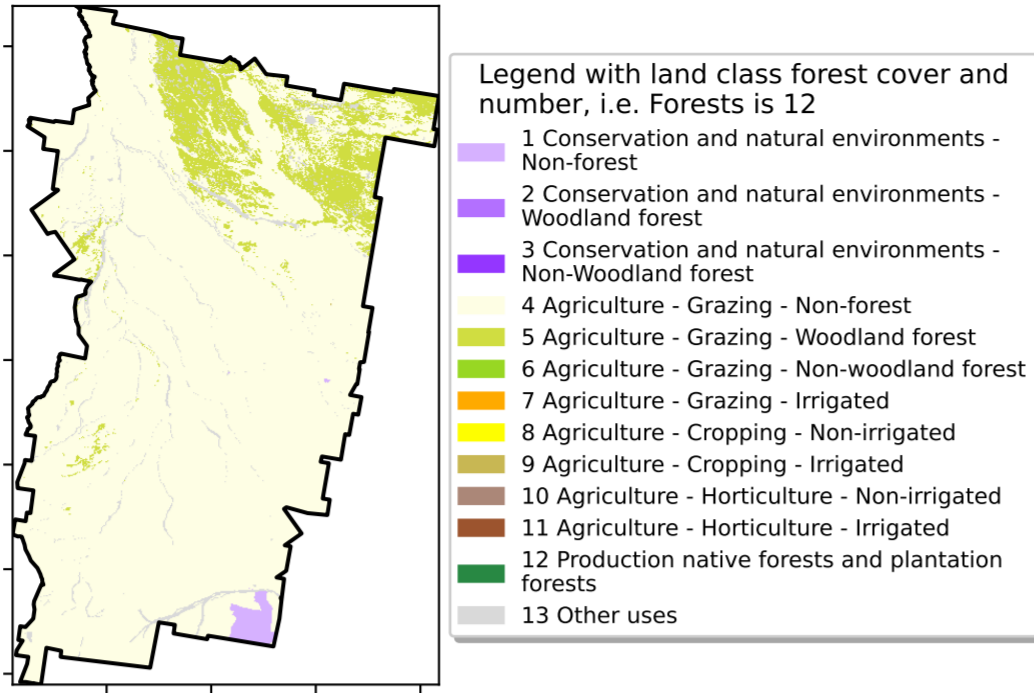 Legend with land class forest cover and
number, i.e. Forests is 12
1 Conservation and natural environments -
Non-forest
2 Conservation and natural environments -
Woodland forest
3 Conservation and natural environments -
Non-Woodland forest
4 Agriculture - Grazing - Non-forest
5 Agriculture - Grazing - Woodland forest
6 Agriculture - Grazing - Non-woodland forest
7 Agriculture - Grazing - Irrigated
8 Agriculture - Cropping - Non-irrigated
9 Agriculture - Cropping - Irrigated
10 Agriculture - Horticulture - Non-irrigated
11 Agriculture - Horticulture - Irrigated
12 Production native forests and plantation
forests
13 Other uses